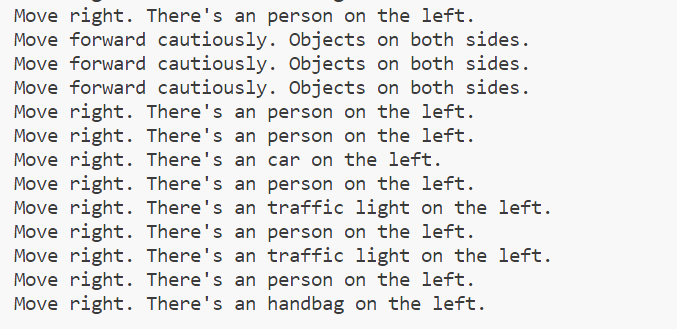 Move right. There's an person on the left.
Move forward cautiously. Objects on both sides.
Move forward cautiously. Objects on both sides.
Move forward cautiously. Objects on both sides.
Move right. There's an person on the left.
Move right. There's an person on the left.
Move right. There's an car on the left.
Move right. There's an person on the left.
Move right. There's an traffic light on the left.
Move right. There's an person on the left.
Move right. There's an traffic light on the left.
Move right. There's an person on the left.
Move right. There's an handbag on the left.